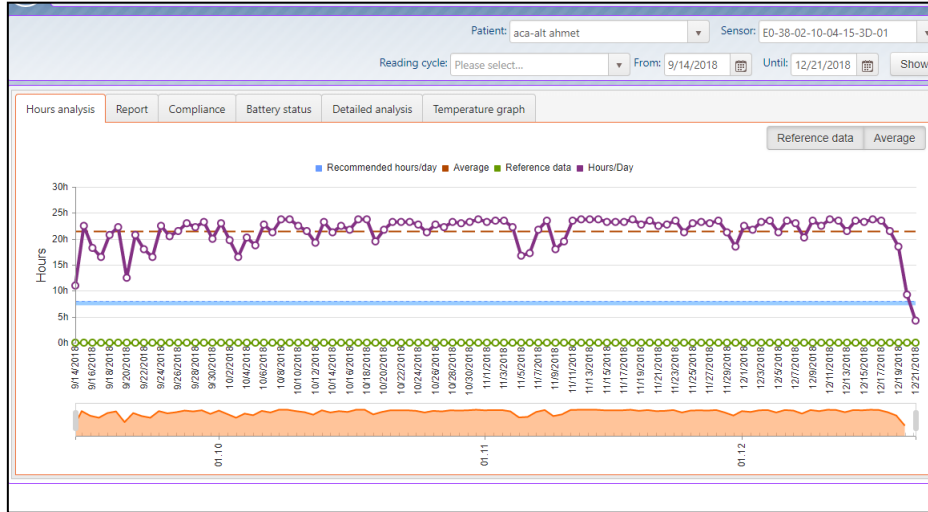 Patient: aca-alt ahmet Sensor: E0-38-02-10-04-15-3D-01
Reading cycle: Please select... From: 9/14/2018 Until: 12/21/2018 Show
Hours analysis Report Compliance Battery status Detailed analysis Temperature graph
Reference data Average
Recommended hours/day Average Reference data Hours/Day
30h
25h
20h
15h
10h
5h
0h
Hours
9/14/2018 9/16/2018 9/18/2018 9/20/2018 9/22/2018 9/24/2018 9/26/2018 9/28/2018 9/30/2018 10/2/2018 10/4/2018 10/6/2018 10/8/2018 10/10/2018 10/12/2018 10/14/2018 10/16/2018 10/18/2018 10/20/2018 10/22/2018 10/24/2018 10/26/2018 10/28/2018 10/30/2018 11/1/2018 11/3/2018 11/5/2018 11/7/2018 11/9/2018 11/11/2018 11/13/2018 11/15/2018 11/17/2018 11/19/2018 11/21/2018 11/23/2018 11/25/2018 11/27/2018 11/29/2018 12/1/2018 12/3/2018 12/5/2018 12/7/2018 12/9/2018 12/11/2018 12/13/2018 12/15/2018 12/17/2018 12/19/2018 12/21/2018
01.10 01.11 01.12